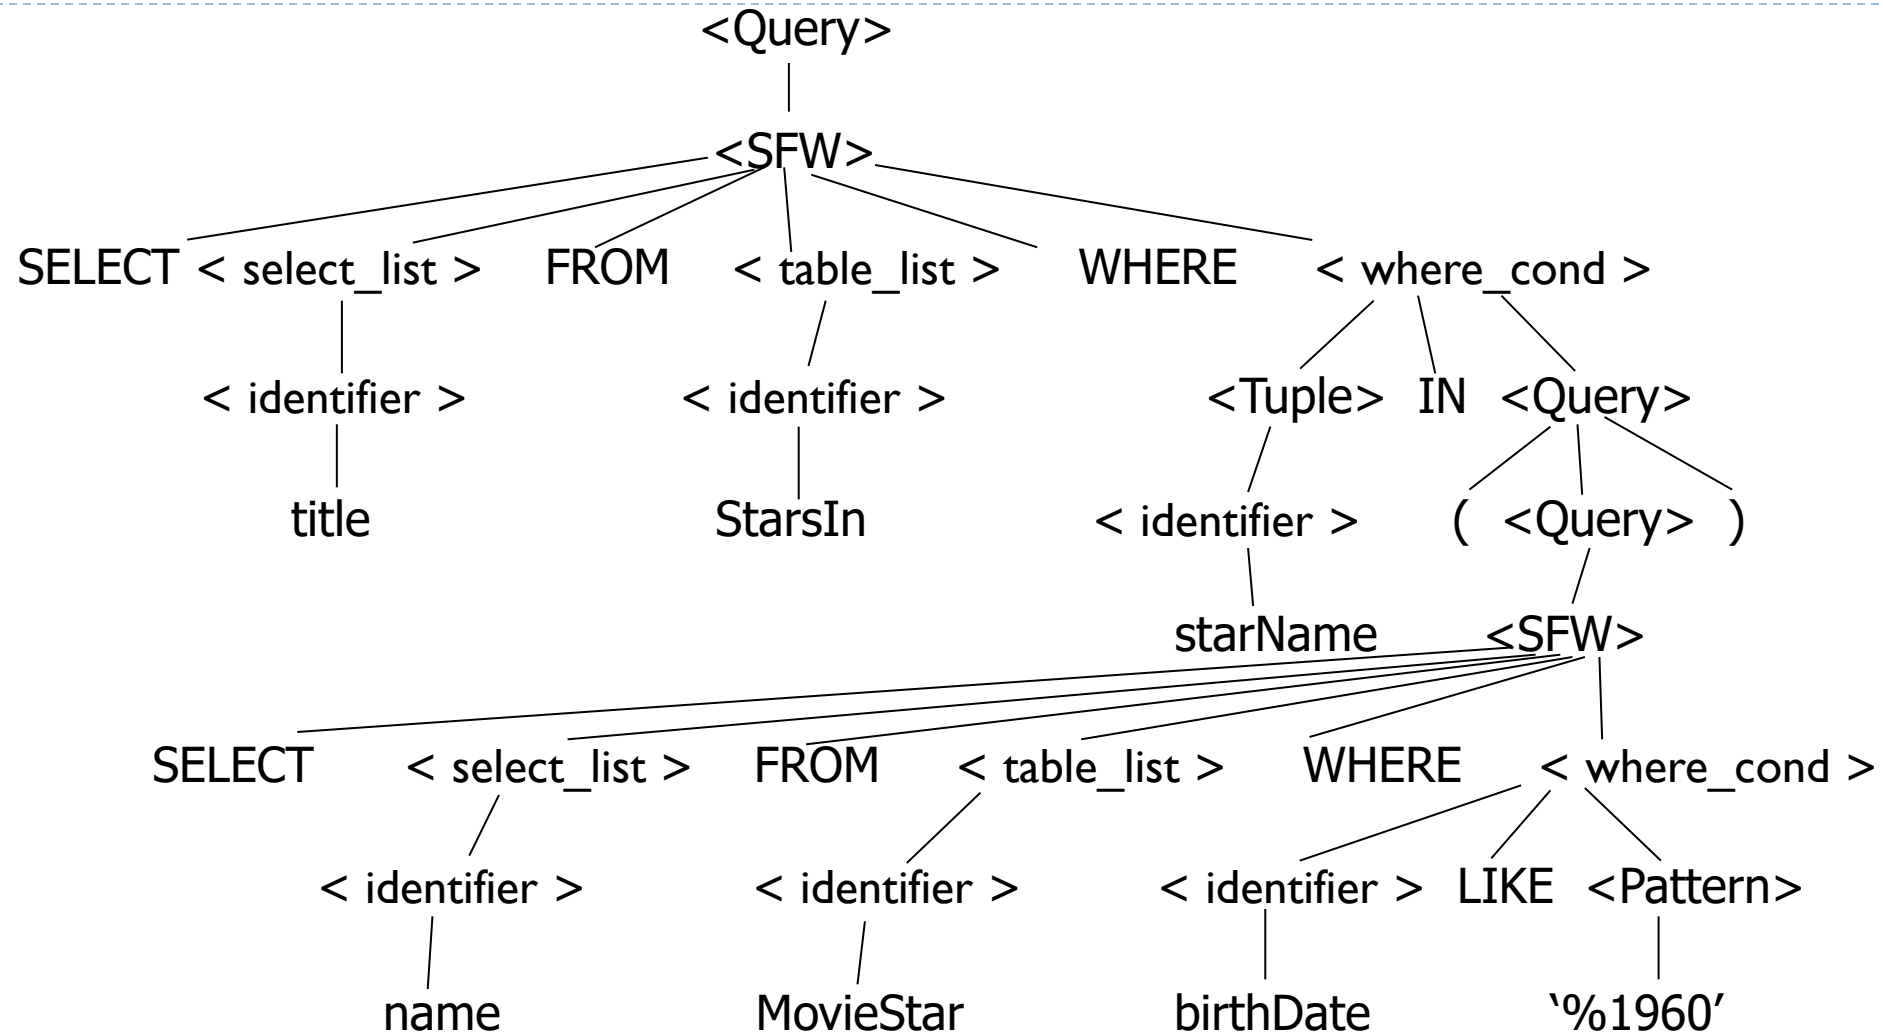 <Query>
<SFW>
SELECT < select_list > FROM < table_list > WHERE < where_cond >
< identifier > < identifier > <Tuple> IN <Query>
title StarsIn < identifier > ( <Query> )
starName <SFW>
SELECT < select_list > FROM < table_list > WHERE < where_cond >
< identifier > < identifier > < identifier > LIKE <Pattern>
name MovieStar birthDate ‘%1960’